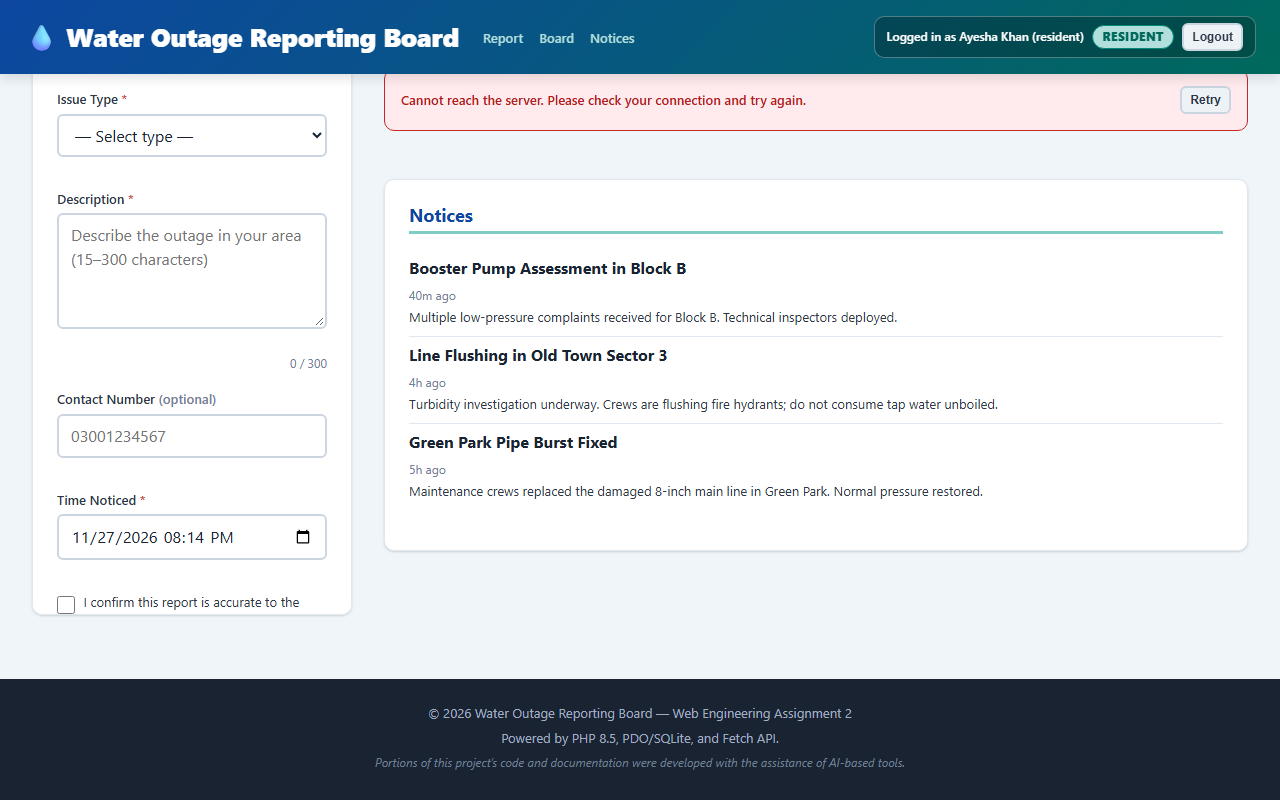 Water Outage Reporting Board
Report Board Notices
Logged in as Ayesha Khan (resident) RESIDENT Logout
Issue Type *
— Select type —
Description *
Describe the outage in your area
(15–300 characters)
0 / 300
Contact Number (optional)
03001234567
Time Noticed *
11/27/2026 08:14 PM
I confirm this report is accurate to the
Cannot reach the server. Please check your connection and try again.
Retry
Notices
Booster Pump Assessment in Block B
40m ago
Multiple low-pressure complaints received for Block B. Technical inspectors deployed.
Line Flushing in Old Town Sector 3
4h ago
Turbidity investigation underway. Crews are flushing fire hydrants; do not consume tap water unboiled.
Green Park Pipe Burst Fixed
5h ago
Maintenance crews replaced the damaged 8-inch main line in Green Park. Normal pressure restored.
© 2026 Water Outage Reporting Board — Web Engineering Assignment 2
Powered by PHP 8.5, PDO/SQLite, and Fetch API.
Portions of this project's code and documentation were developed with the assistance of AI-based tools.